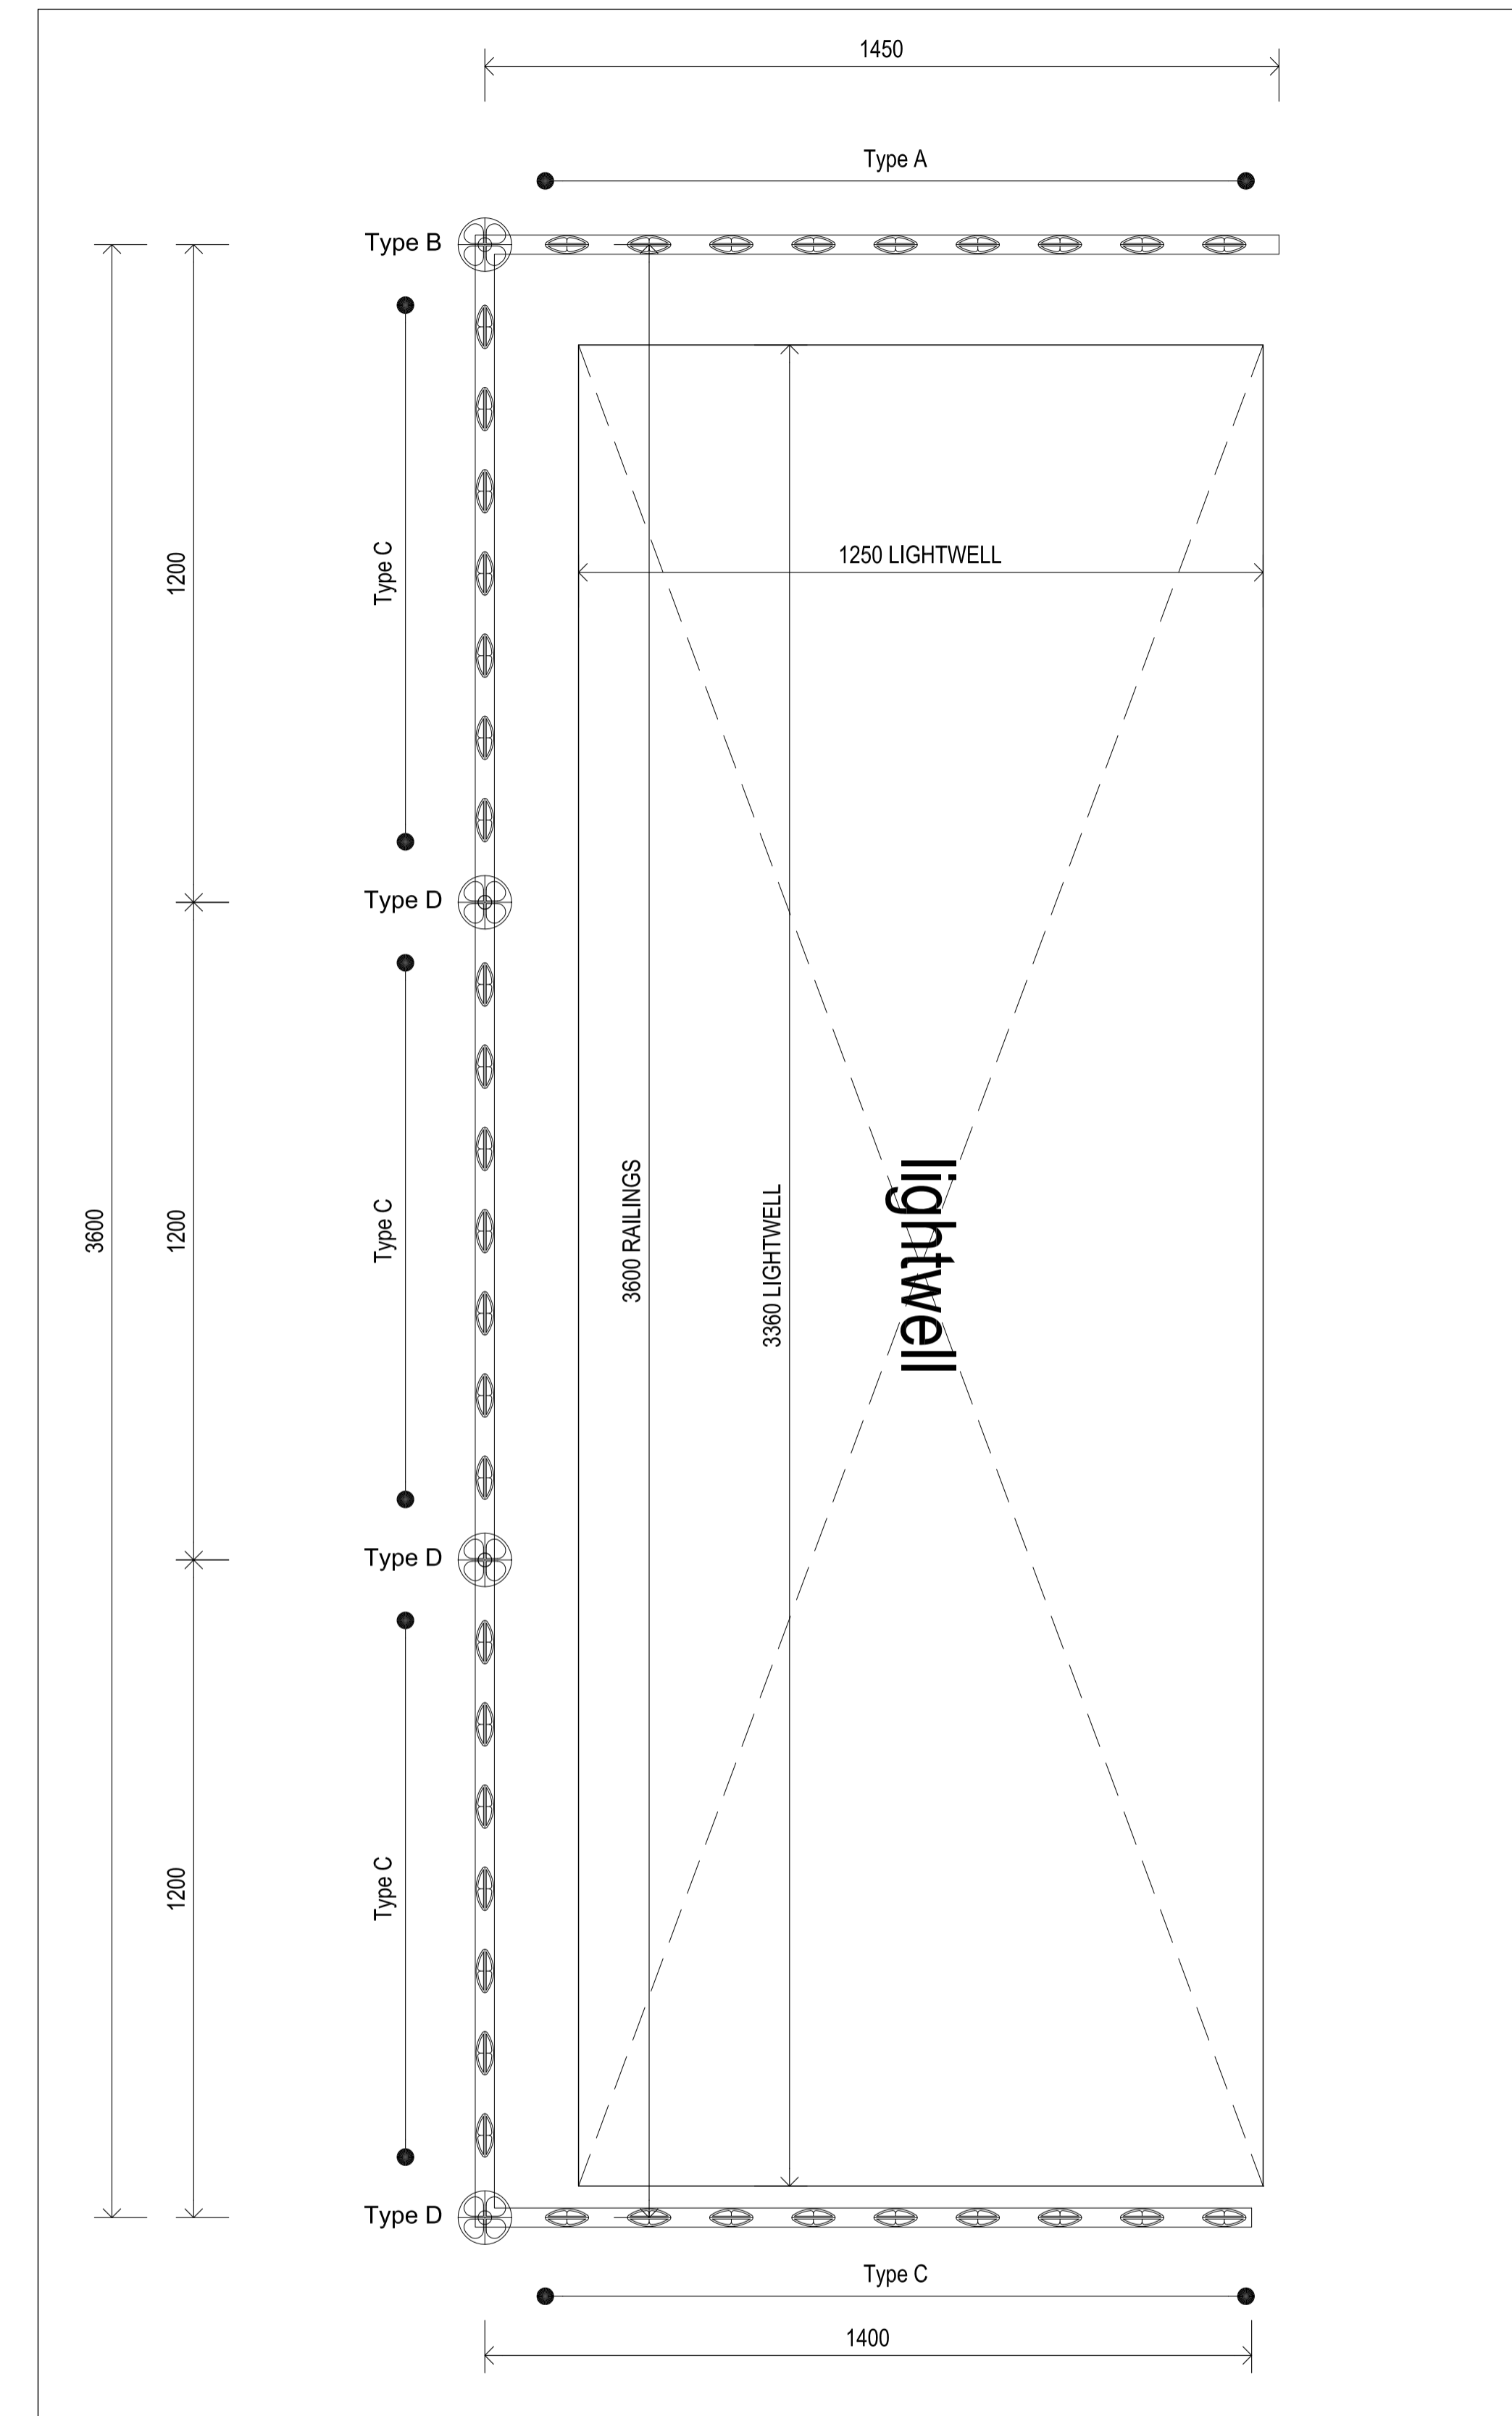 1450
Type A
Type B
1200
Type C
1250 LIGHTWELL
Type D
3600
1200
Type C
3600 RAILINGS
3360 LIGHTWELL
lightwell
Type D
1200
Type C
Type D
Type C
1400